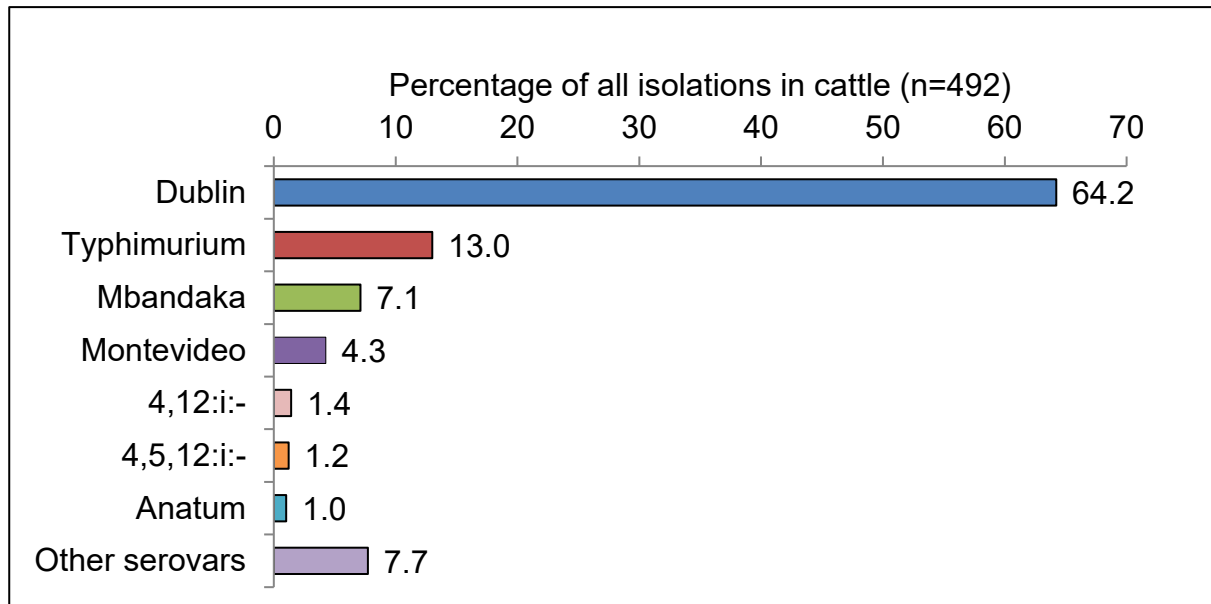 Percentage of all isolations in cattle (n=492)
0 10 20 30 40 50 60 70
Dublin 64.2
Typhimurium 13.0
Mbandaka 7.1
Montevideo 4.3
4,12:i:- 1.4
4,5,12:i:- 1.2
Anatum 1.0
Other serovars 7.7